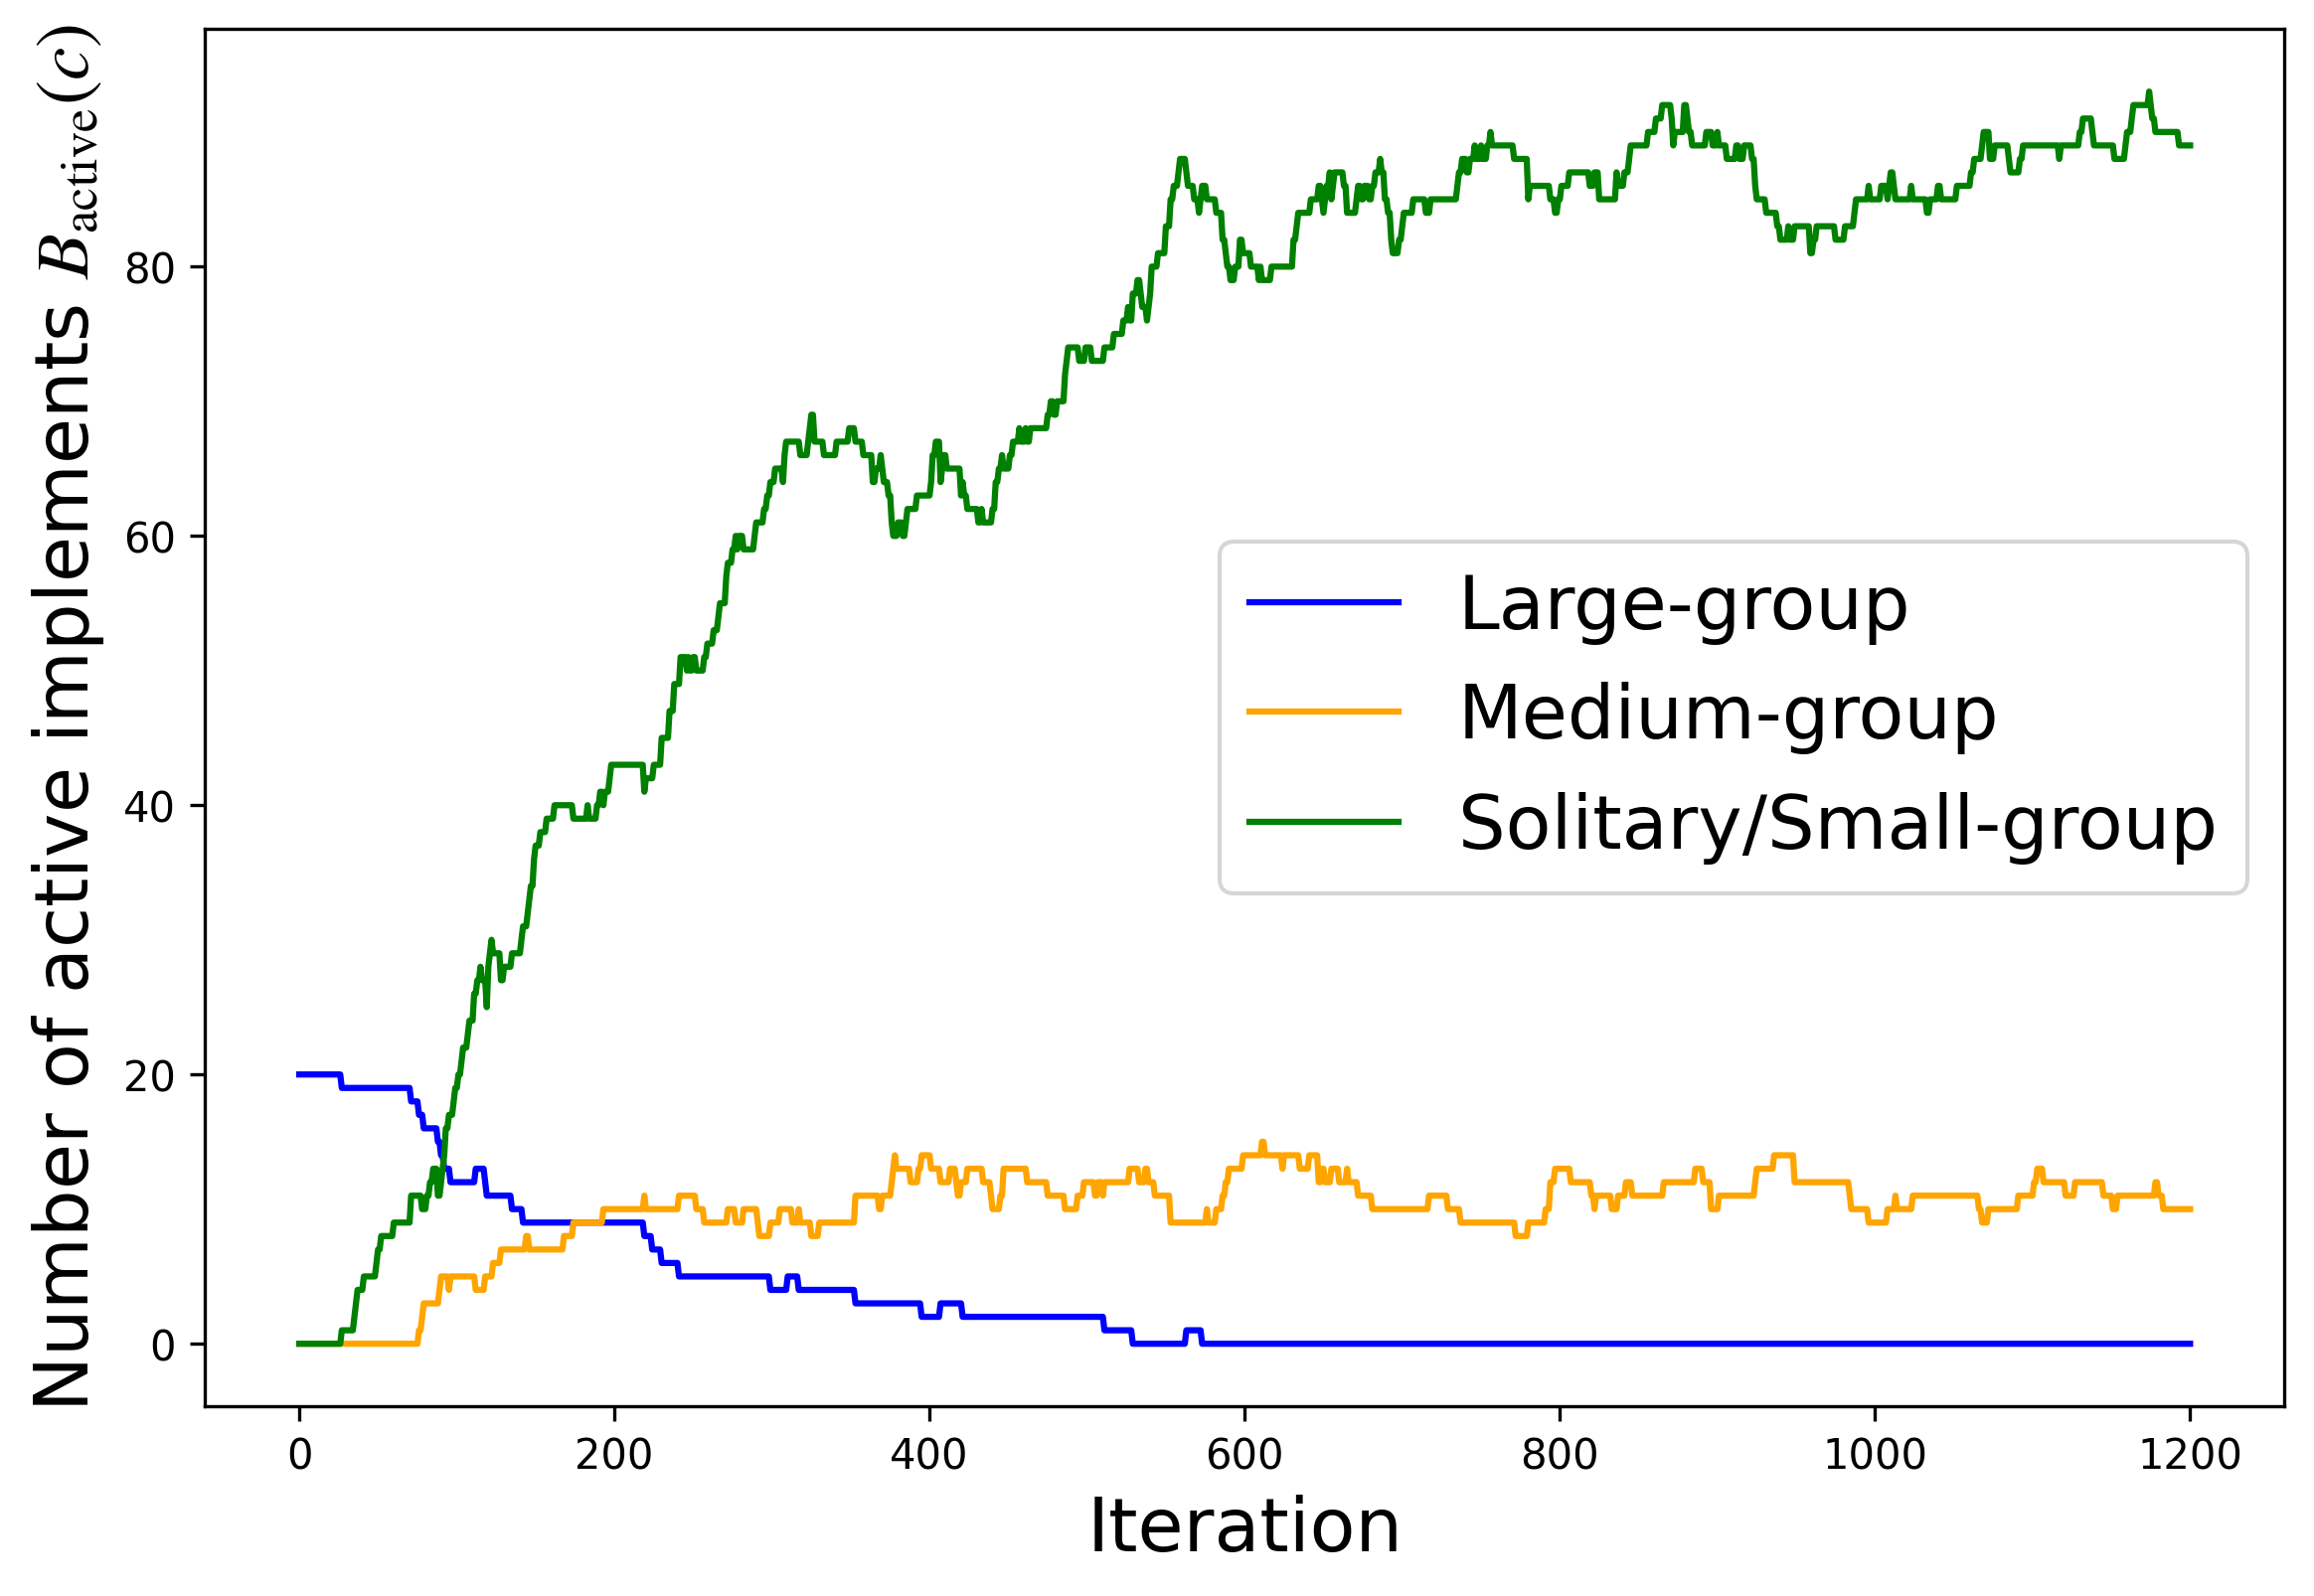 Number of active implements B_active(c)
80
60
40
20
0
Large-group
Medium-group
Solitary/Small-group
0 200 400 600 800 1000 1200
Iteration